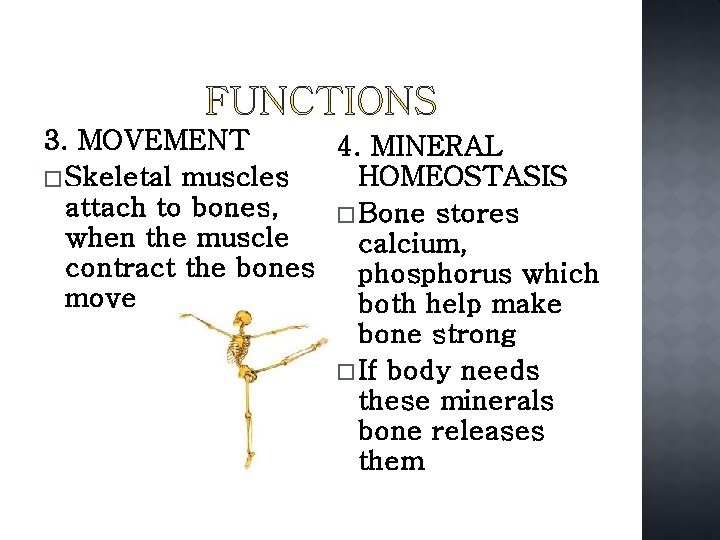 FUNCTIONS
3. MOVEMENT
□Skeletal muscles
attach to bones,
when the muscle
contract the bones
move
4. MINERAL
HOMEOSTASIS
□Bone stores
calcium,
phosphorus which
both help make
bone strong
□If body needs
these minerals
bone releases
them